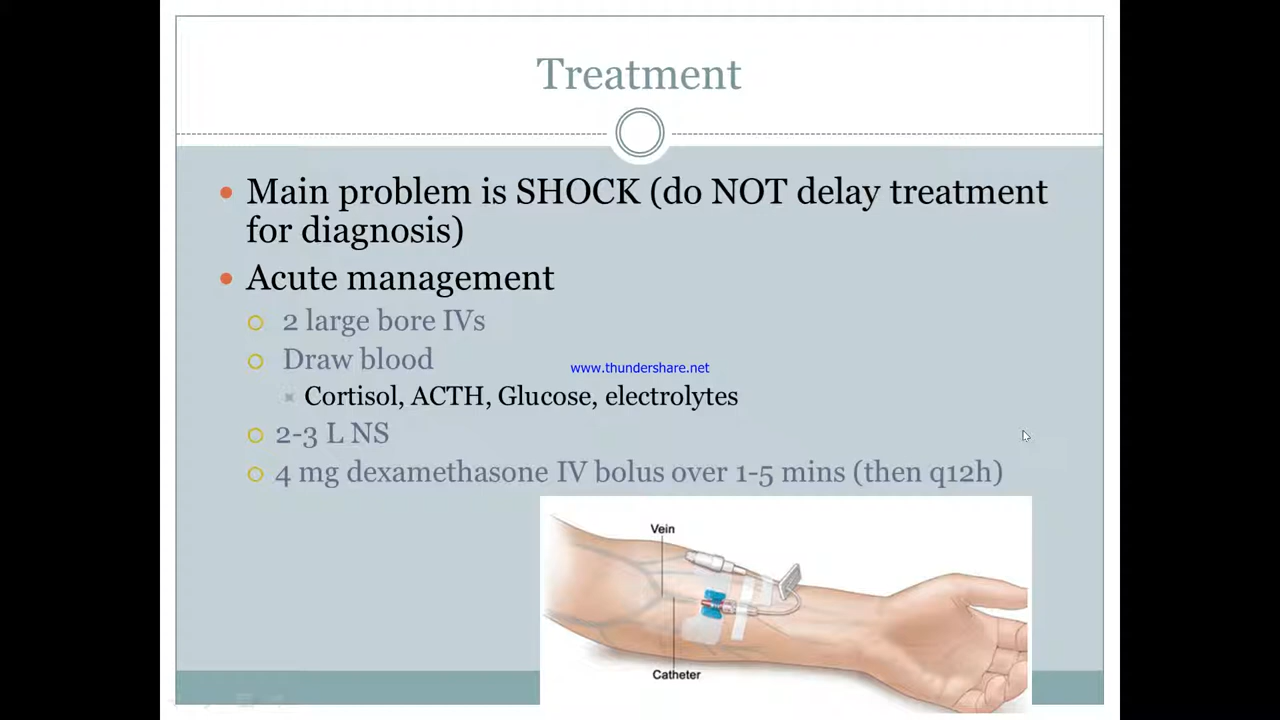 Treatment
Main problem is SHOCK (do NOT delay treatment
for diagnosis)
Acute management
2 large bore IVs
Draw blood
www.thundershare.net
Cortisol, ACTH, Glucose, electrolytes
2-3 L NS
4 mg dexamethasone IV bolus over 1-5 mins (then q12h)
Vein
Catheter